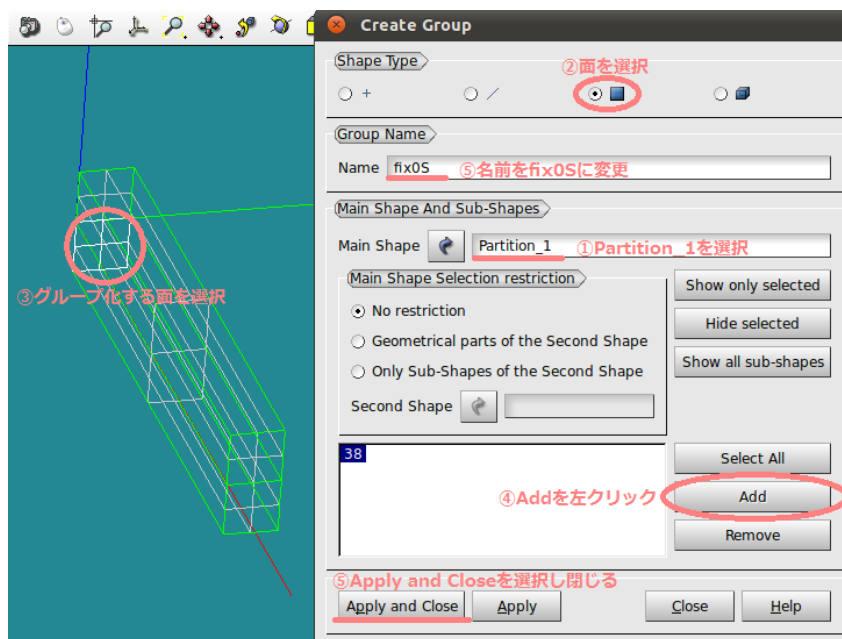 Create Group
Shape Type
②面を選択
Group Name
Name fix0S ⑤名前をfix0Sに変更
Main Shape And Sub-Shapes
Main Shape Partition_1 ①Partition_1を選択
③グループ化する面を選択
Main Shape Selection restriction
No restriction
Geometrical parts of the Second Shape
Only Sub-Shapes of the Second Shape
Second Shape
Show only selected
Hide selected
Show all sub-shapes
38
④Addを左クリック
Select All
Add
Remove
⑤Apply and Closeを選択し閉じる
Apply and Close Apply Close Help